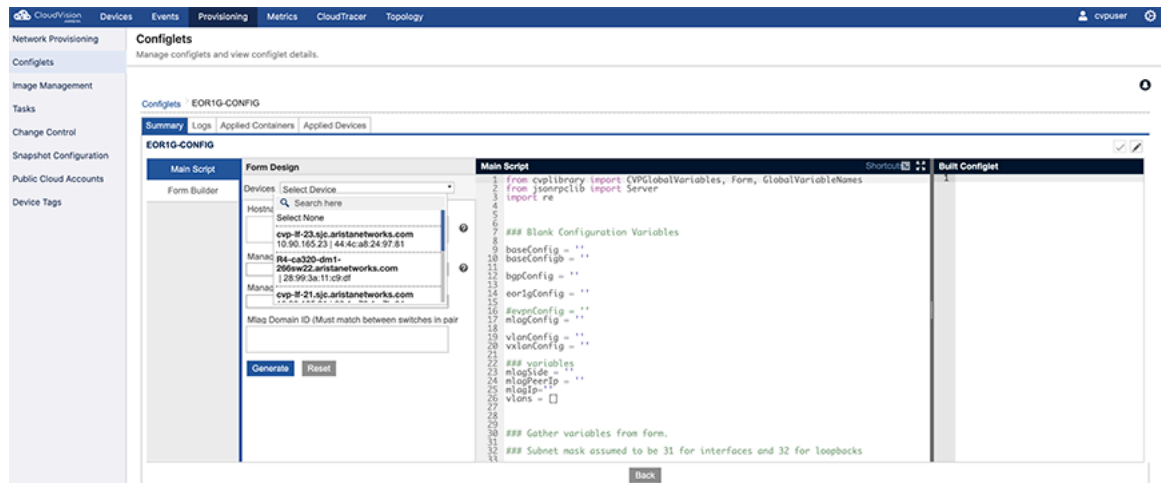 CloudVision
Devices
Events
Provisioning
Metrics
CloudTracer
Topology
cvpuser
Network Provisioning
Configlets
Image Management
Tasks
Change Control
Snapshot Configuration
Public Cloud Accounts
Device Tags
Configlets
Manage configlets and view configlet details.
Configlets EOR1G-CONFIG
Summary
Logs
Applied Containers
Applied Devices
EOR1G-CONFIG
Main Script
Form Builder
Form Design
Devices Select Device
Search here
Select None
cvp-lf-23.sjc.aristanetworks.com
10.90.165.23 | 44:4c:a8:24:97:81
R4-ca320-dm1-
266sw22.aristanetworks.com
| 28:99:3a:11:c9:df
cvp-lf-21.sjc.aristanetworks.com
Hostna
Manag
Manag
Mlag Domain ID (Must match between switches in pair
Generate
Reset
Main Script
Shortcuts
1 from cvplibrary import CVPGlobalVariables, Form, GlobalVariableNames
2 from jsonrpclib import Server
3 import re
4
5
6
7 ### Blank Configuration Variables
8
9 baseConfig = ''
10 baseConfigb = ''
11
12 bgpConfig = ''
13
14 eor1gConfig = ''
15
16 #evpnConfig = ''
17 mlagConfig = ''
18
19 vlanConfig = ''
20 vxlanConfig = ''
21
22 ### variables
23 mlagSide = ''
24 mlagPeerIp = ''
25 mlagIp=''
26 vlans = []
27
28
29
30 ### Gather variables from form.
31
32 ### Subnet mask assumed to be 31 for interfaces and 32 for loopbacks
33
Built Configlet
1
Back